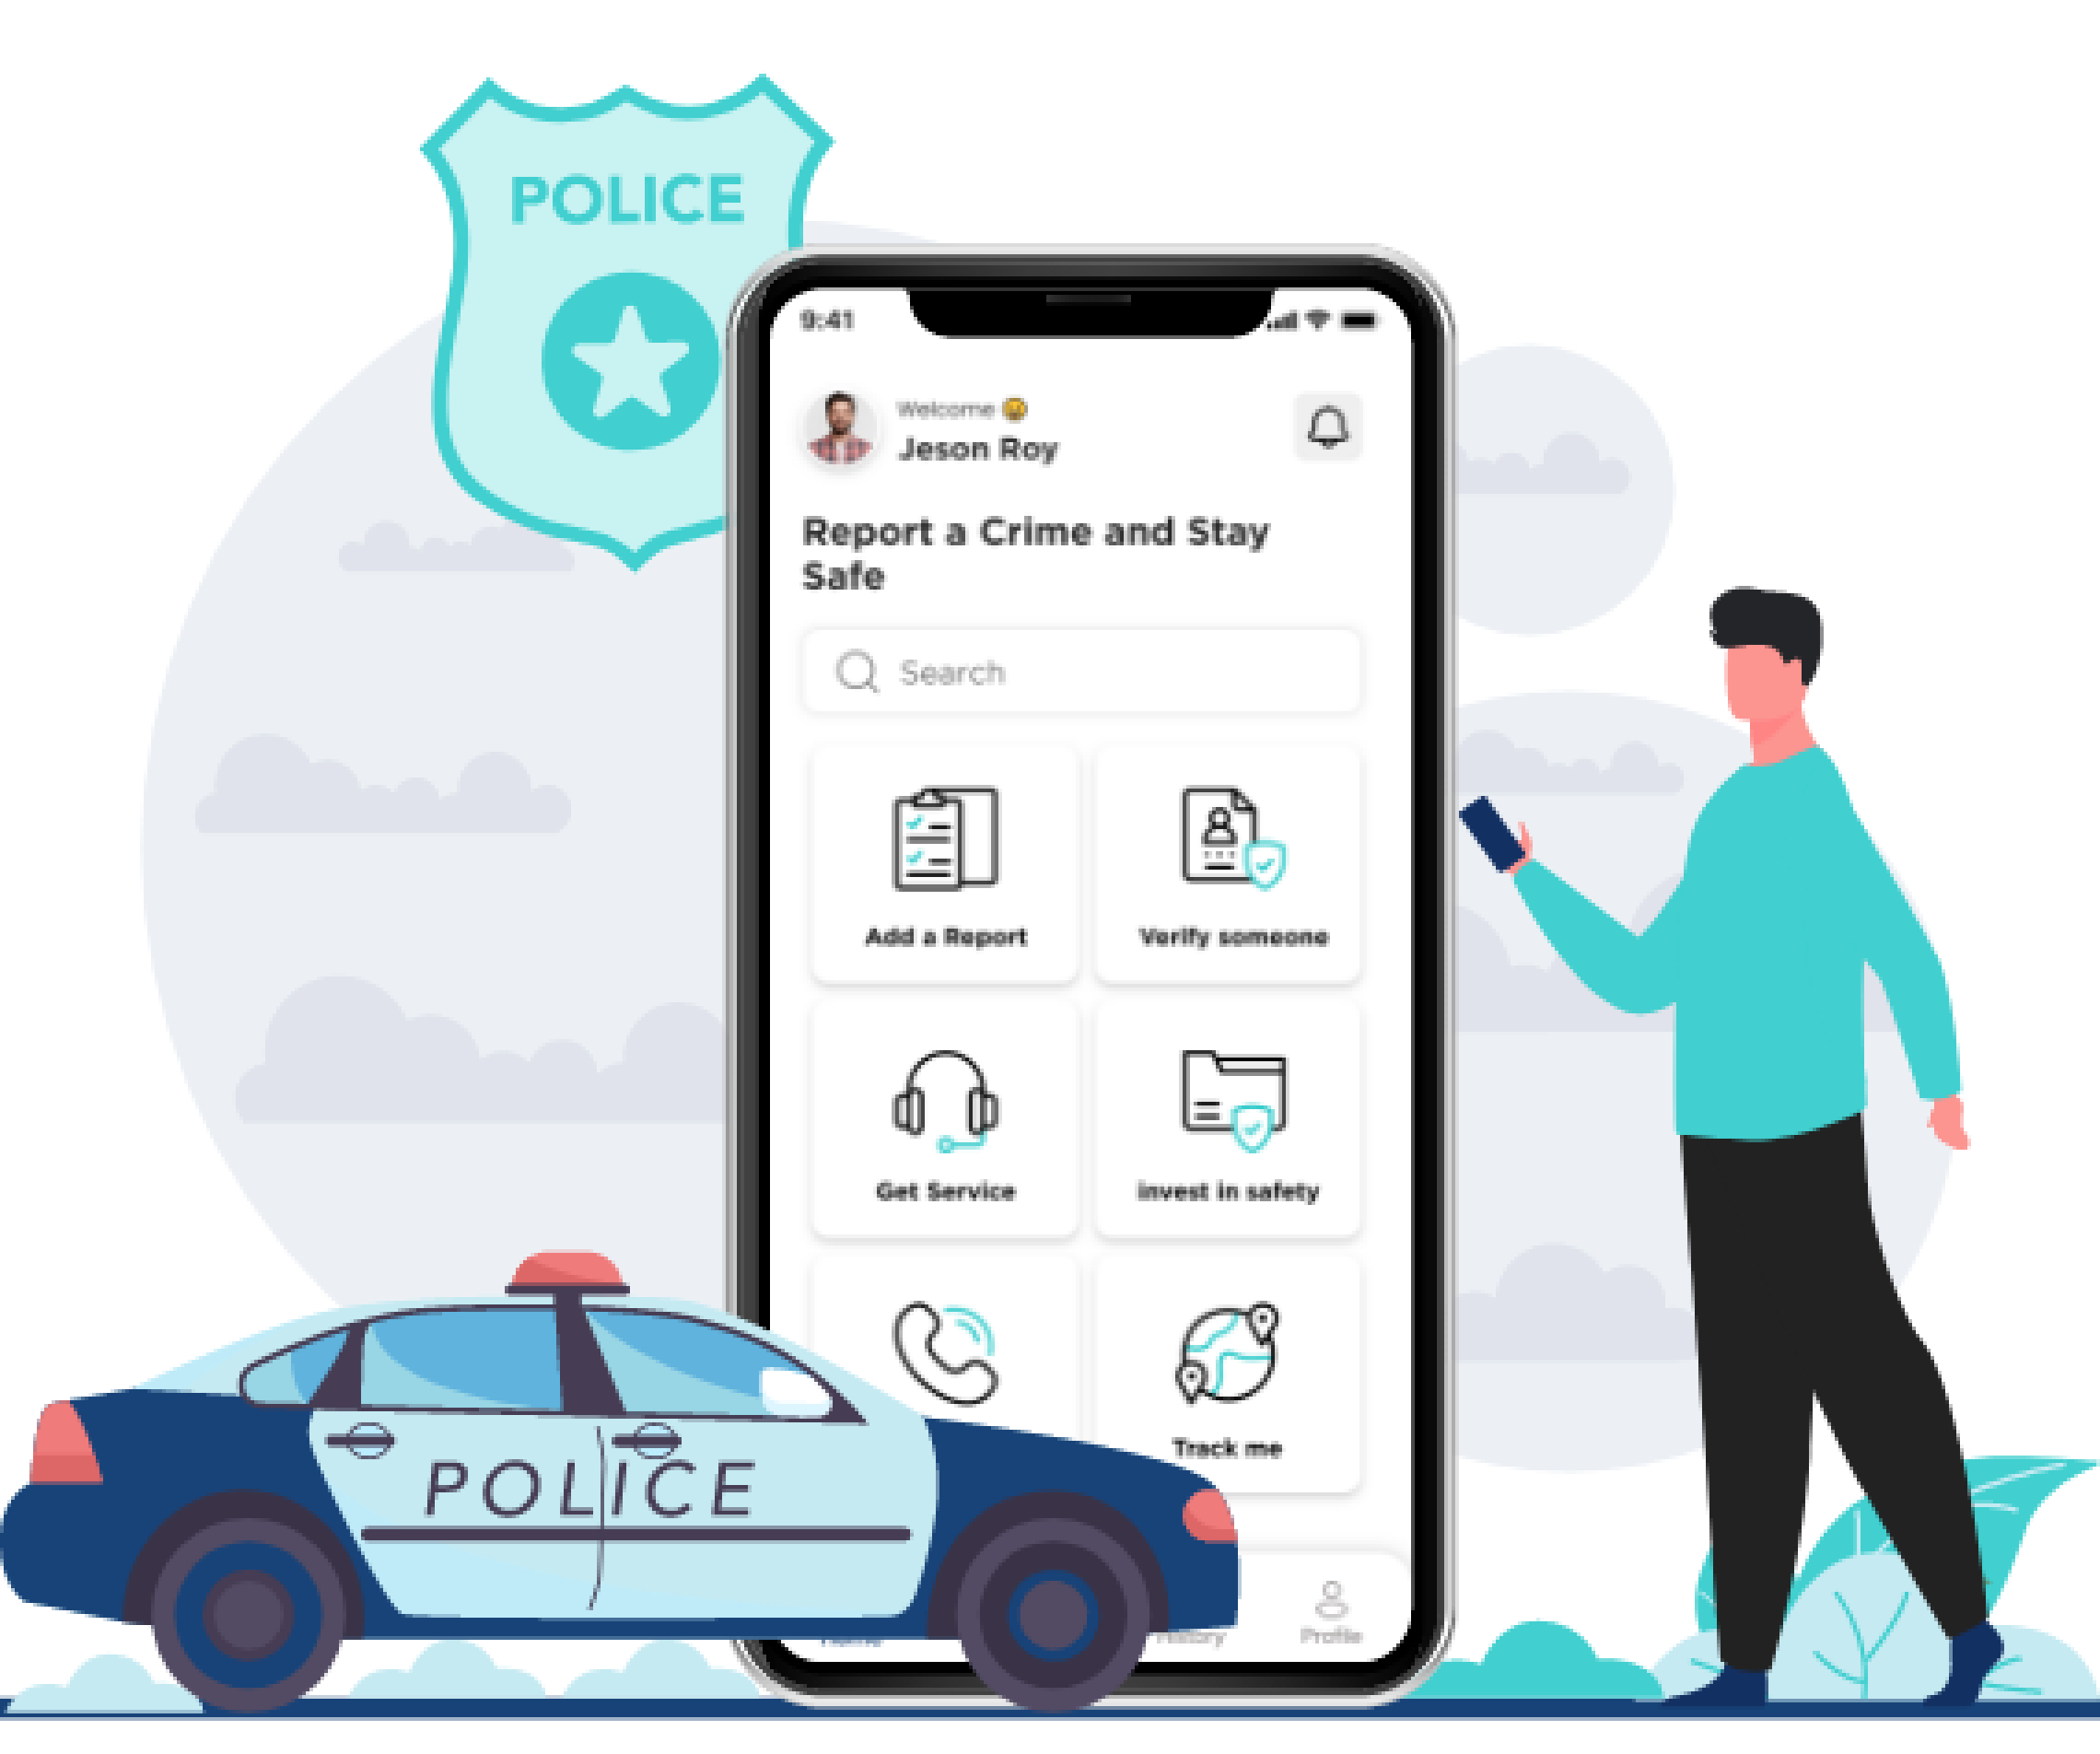 POLICE
9:41
Welcome
Jeson Roy
Report a Crime and Stay
Safe
Search
Add a Report
Verify someone
Get Service
invest in safety
Track me
POLICE
History
Profile